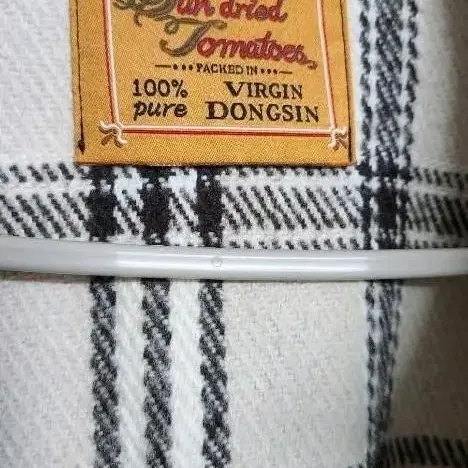 Sun dried
Tomatoes
PACKED IN
100% VIRGIN
pure DONGSIN